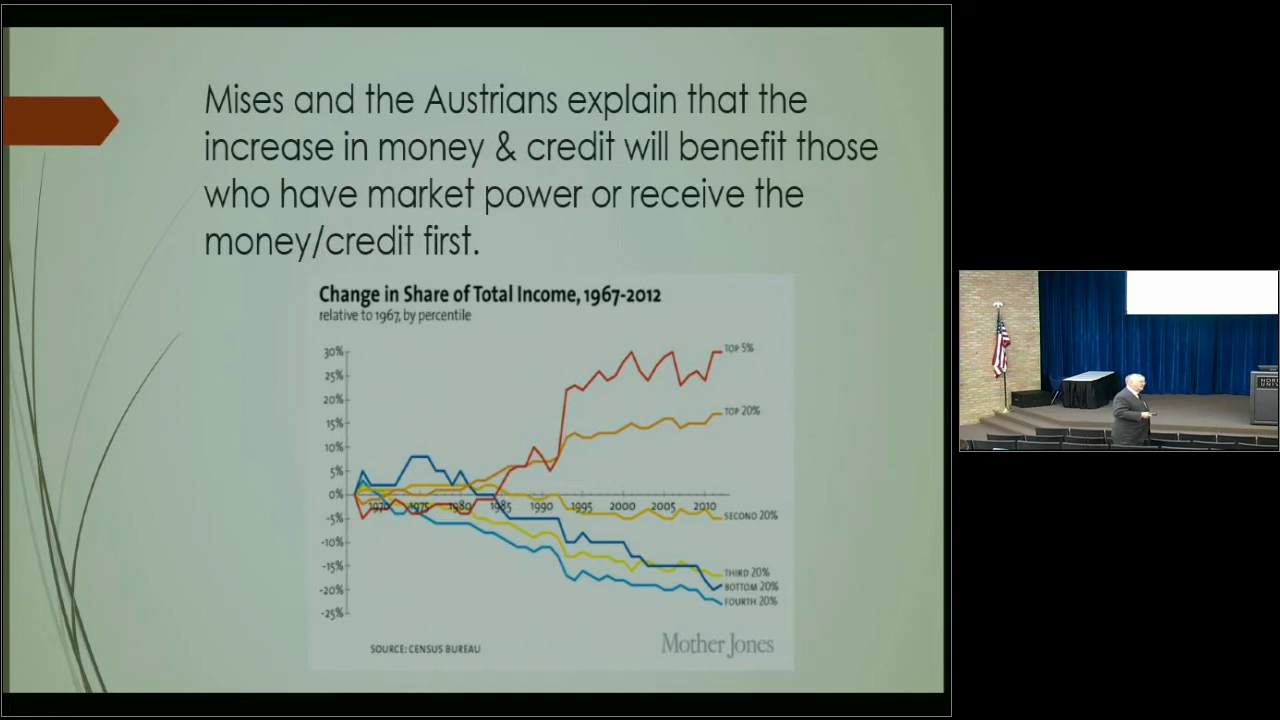 Mises and the Austrians explain that the
increase in money & credit will benefit those
who have market power or receive the
money/credit first.
Change in Share of Total Income, 1967-2012
relative to 1967, by percentile
30%
25%
20%
15%
10%
5%
0%
-5%
-10%
-15%
-20%
-25%
1970 1975 1980 1985 1990 1995 2000 2005 2010
TOP 5%
TOP 20%
SECOND 20%
THIRD 20%
BOTTOM 20%
FOURTH 20%
SOURCE: CENSUS BUREAU
Mother Jones